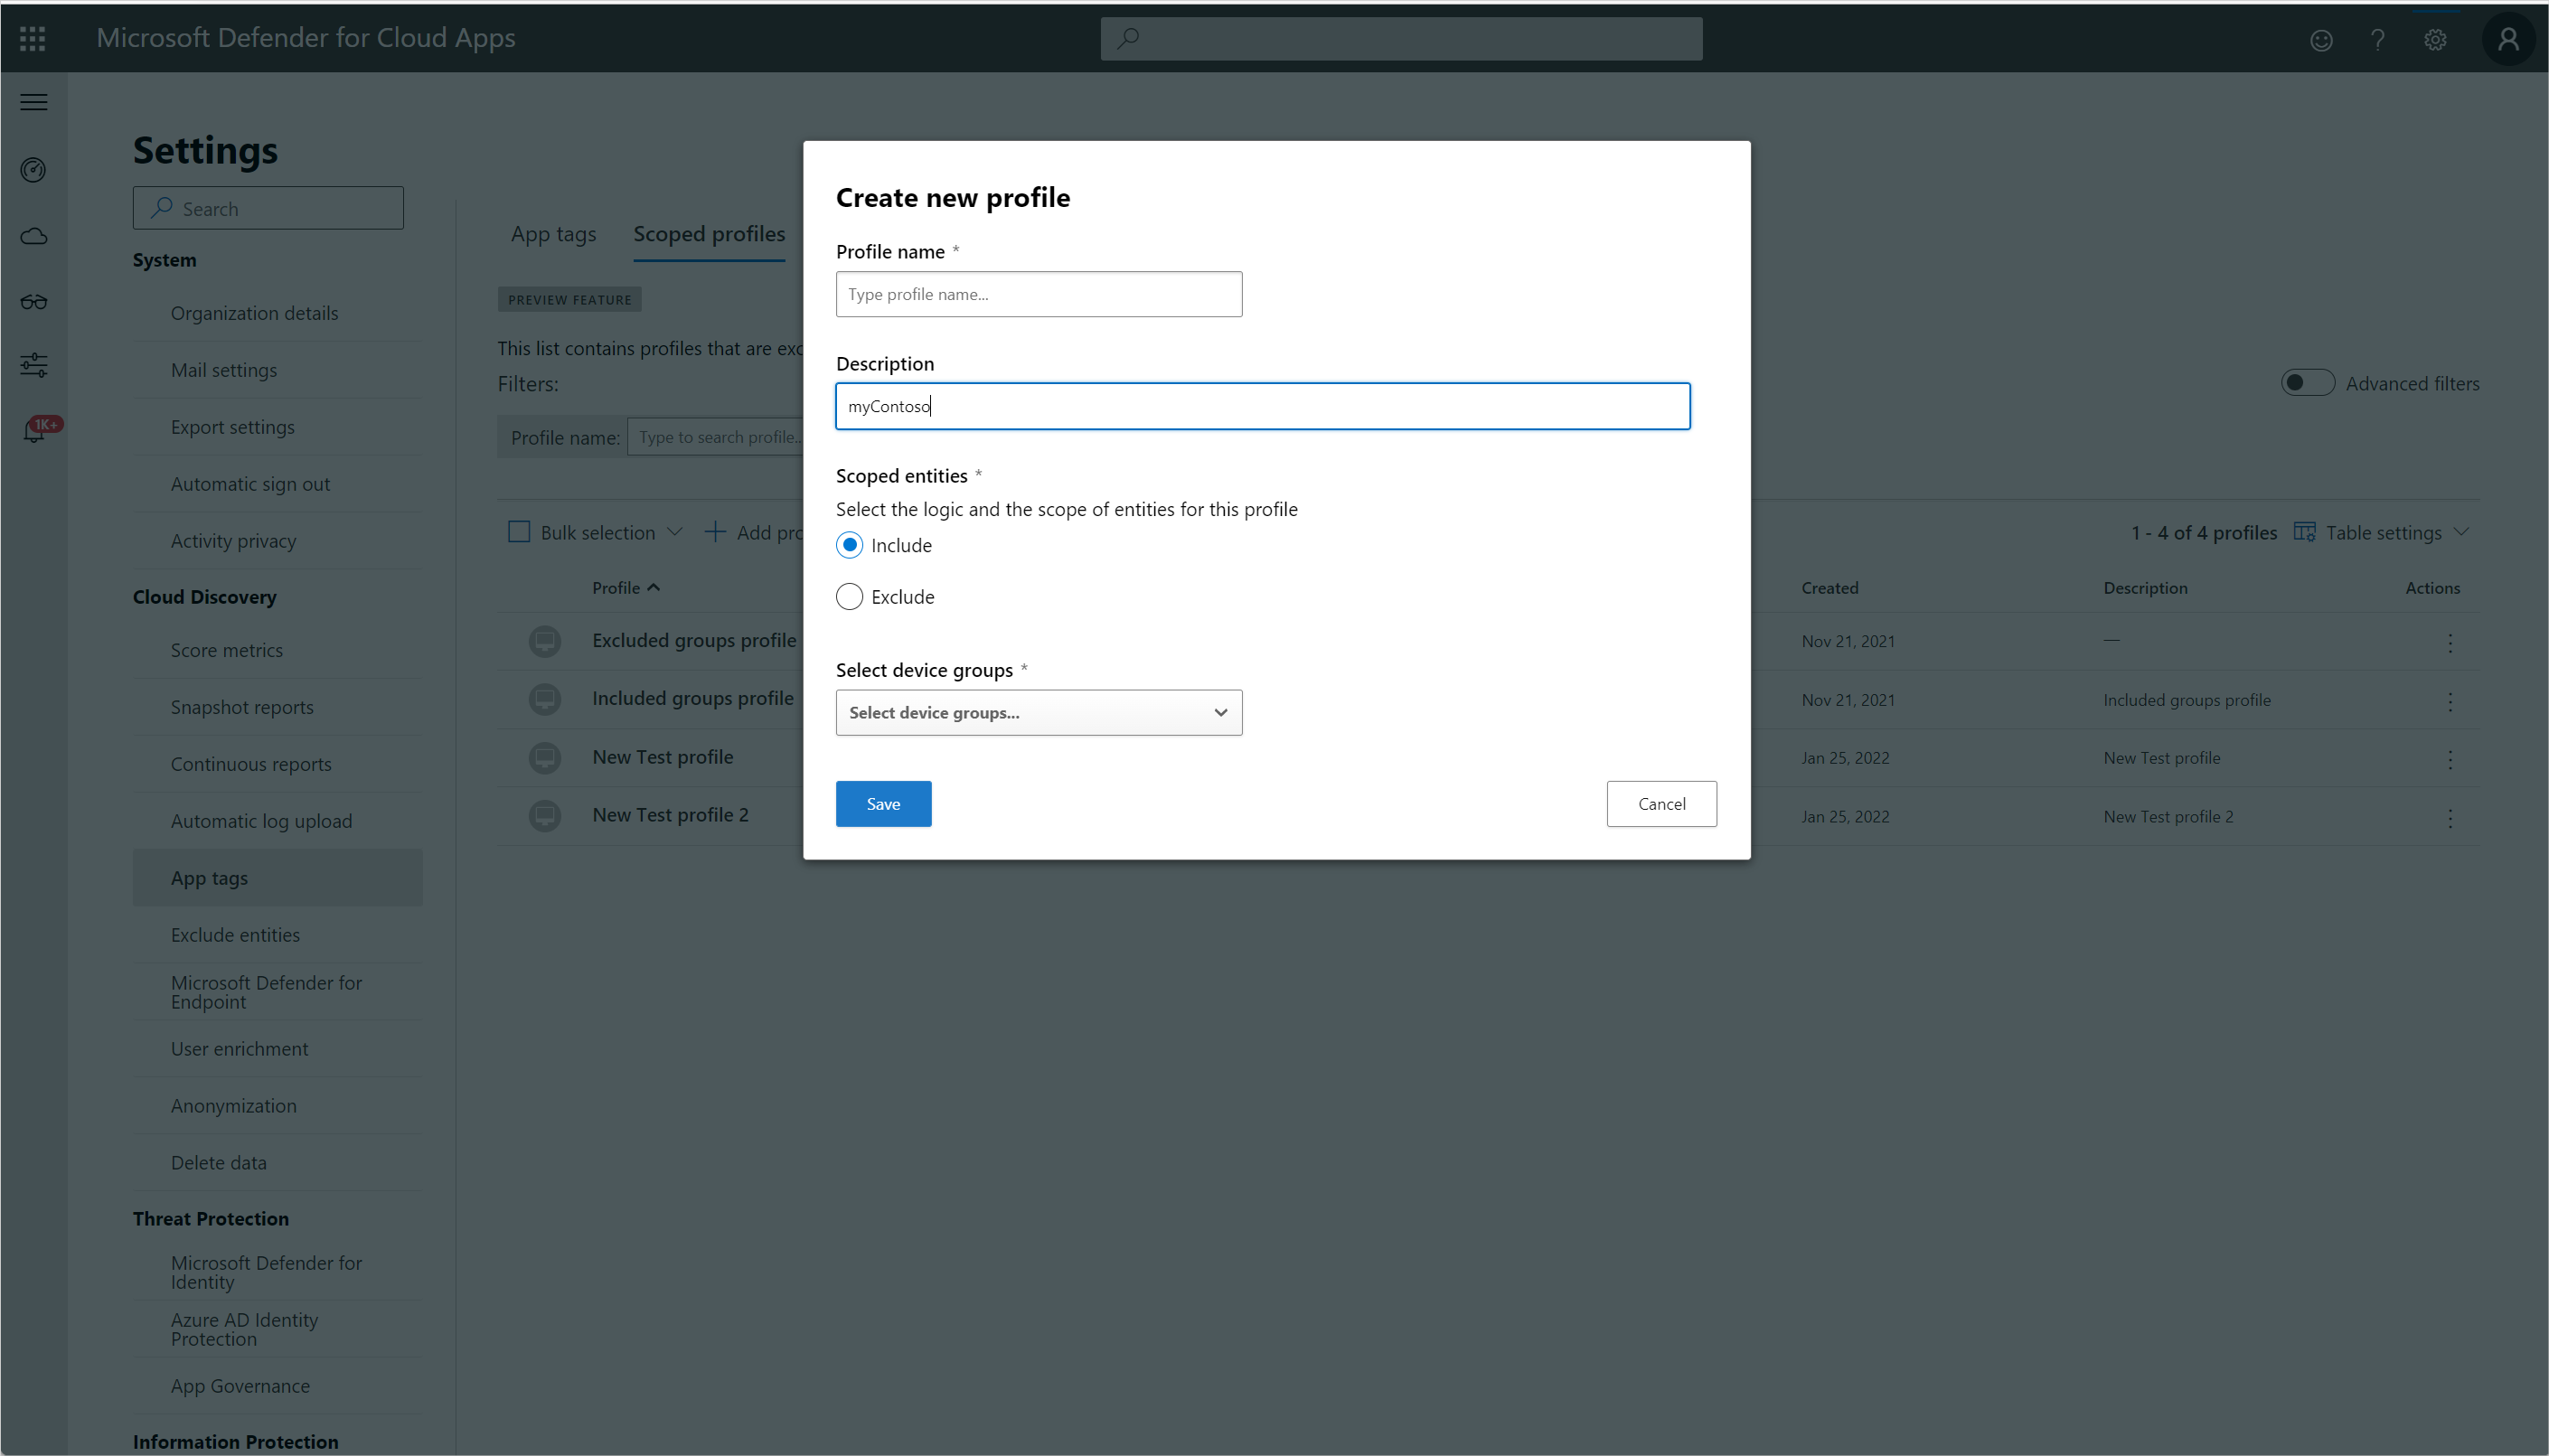 Microsoft Defender for Cloud Apps
1K+
Settings
Search
System
Organization details
Mail settings
Export settings
Automatic sign out
Activity privacy
Cloud Discovery
Score metrics
Snapshot reports
Continuous reports
Automatic log upload
App tags
Exclude entities
Microsoft Defender for
Endpoint
User enrichment
Anonymization
Delete data
Threat Protection
Microsoft Defender for
Identity
Azure AD Identity
Protection
App Governance
Information Protection
App tags Scoped profiles
PREVIEW FEATURE
This list contains profiles that are exc
Filters:
Advanced filters
Profile name: Type to search profile..
Bulk selection Add pro
1 - 4 of 4 profiles Table settings
Profile Created Description Actions
Excluded groups profile Nov 21, 2021 —
Included groups profile Nov 21, 2021 Included groups profile
New Test profile Jan 25, 2022 New Test profile
New Test profile 2 Jan 25, 2022 New Test profile 2
Create new profile
Profile name *
Type profile name...
Description
myContoso
Scoped entities *
Select the logic and the scope of entities for this profile
Include
Exclude
Select device groups *
Select device groups...
Save Cancel